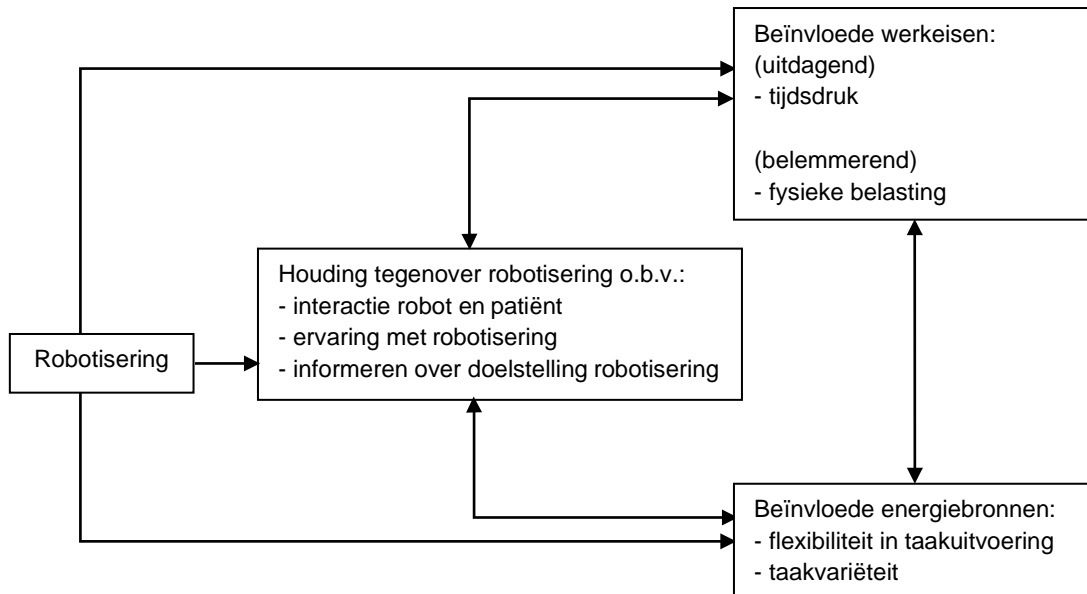 Beïnvloede werkeisen:
(uitdagend)
- tijdsdruk
(belemmerend)
- fysieke belasting
Houding tegenover robotisering o.b.v.:
- interactie robot en patiënt
- ervaring met robotisering
- informeren over doelstelling robotisering
Robotisering
Beïnvloede energiebronnen:
- flexibiliteit in taakuitvoering
- taakvariëteit